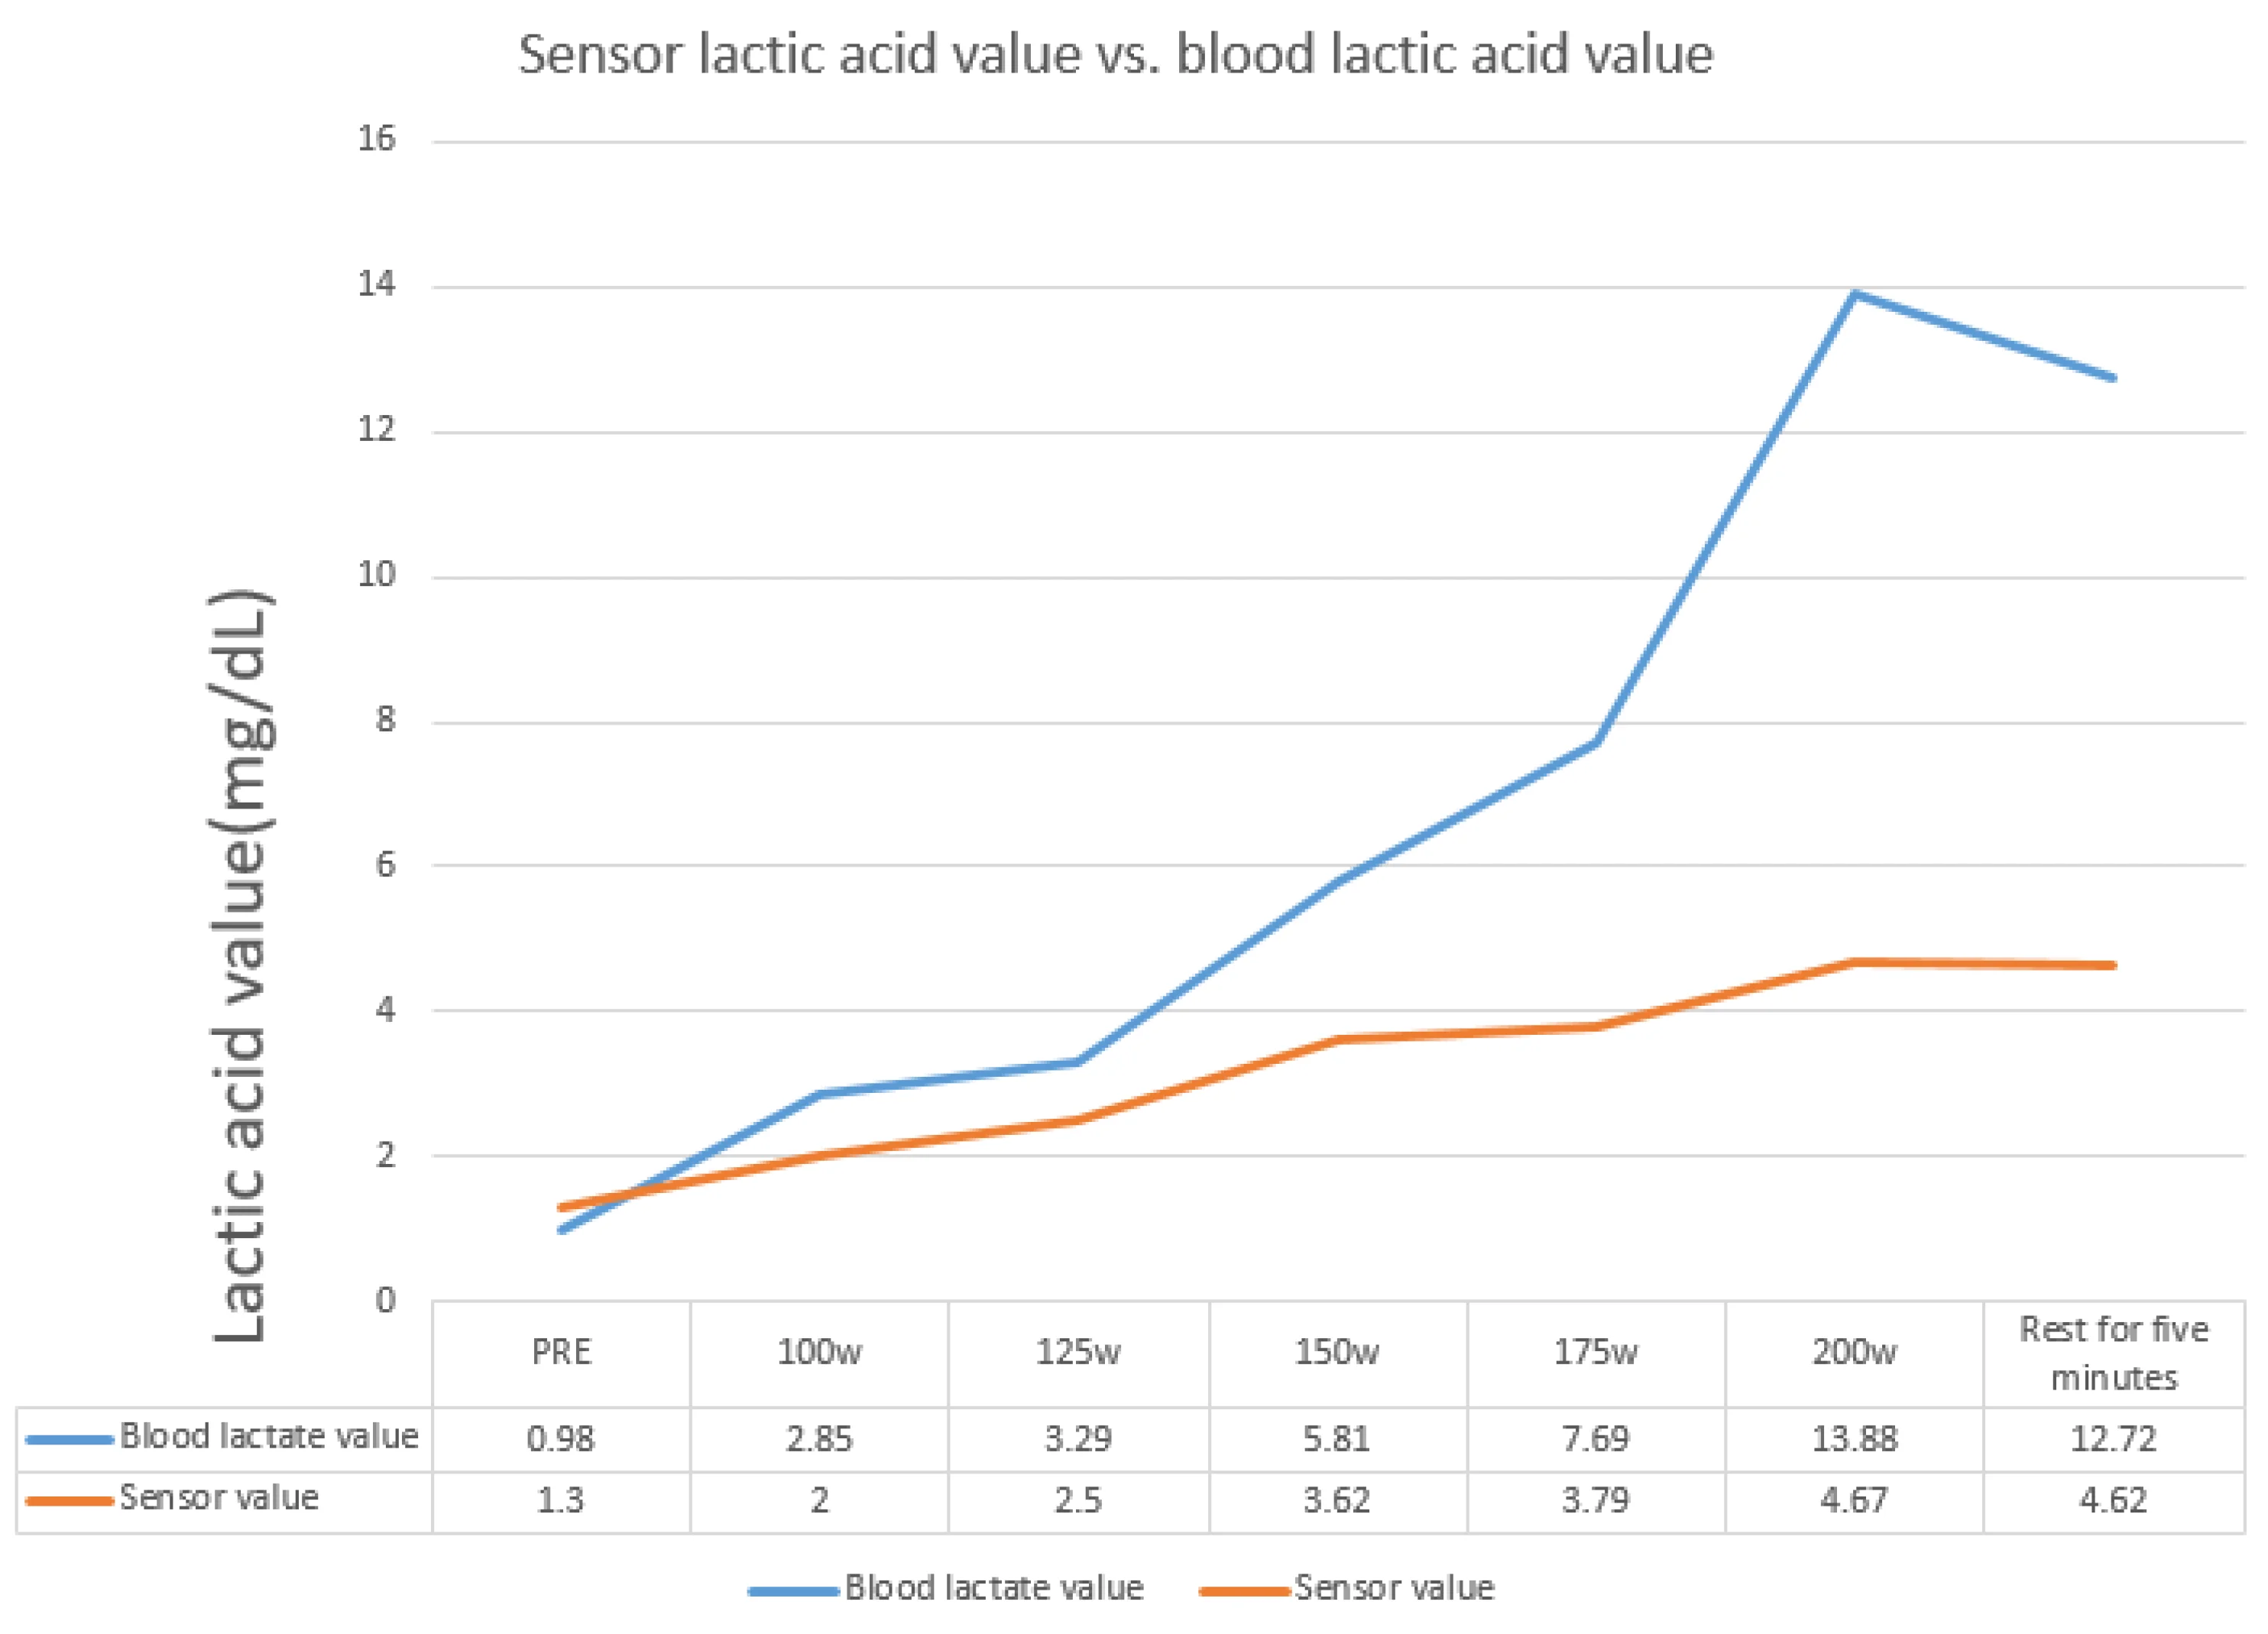 Sensor lactic acid value vs. blood lactic acid value
16
14
12
10
8
6
4
2
0
Lactic acid value(mg/dL)
PRE 100w 125w 150w 175w 200w Rest for five
minutes
Blood lactate value 0.98 2.85 3.29 5.81 7.69 13.88 12.72
Sensor value 1.3 2 2.5 3.62 3.79 4.67 4.62
Blood lactate value Sensor value